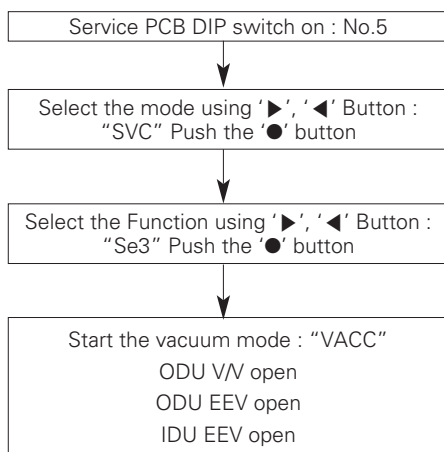 Service PCB DIP switch on : No.5
Select the mode using ‘▶’, ‘◀’ Button :
“SVC” Push the ‘●’ button
Select the Function using ‘▶’, ‘◀’ Button :
“Se3” Push the ‘●’ button
Start the vacuum mode : “VACC”
ODU V/V open
ODU EEV open
IDU EEV open